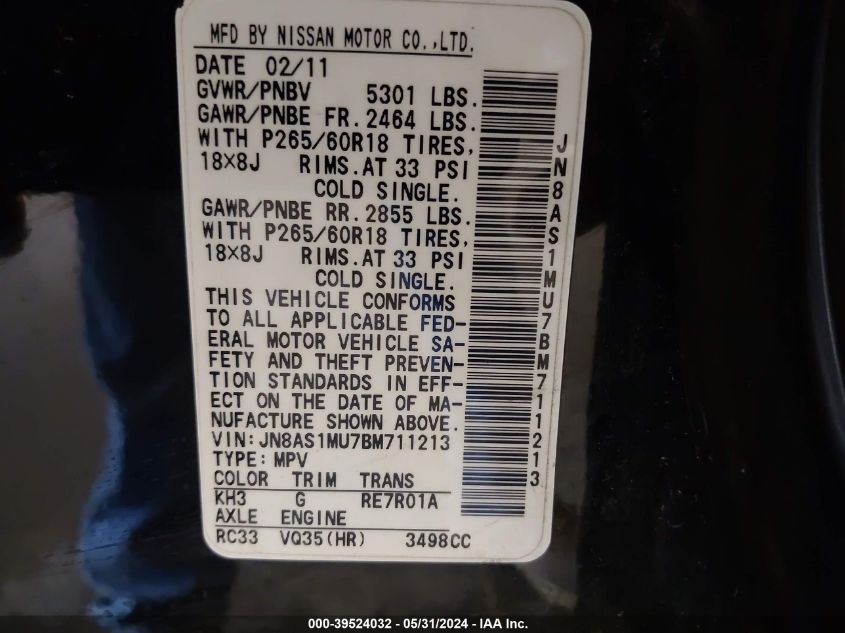 MFD BY NISSAN MOTOR CO.,LTD.
DATE 02/11
GVWR/PNBV 5301 LBS.
GAWR/PNBE FR.2464 LBS.
WITH P265/60R18 TIRES,
18×8J RIMS.AT 33 PSI
COLD SINGLE.
GAWR/PNBE RR.2855 LBS.
WITH P265/60R18 TIRES,
18×8J RIMS.AT 33 PSI
COLD SINGLE.
THIS VEHICLE CONFORMS
TO ALL APPLICABLE FED-
ERAL MOTOR VEHICLE SA-
FETY AND THEFT PREVEN-
TION STANDARDS IN EFF-
ECT ON THE DATE OF MA-
NUFACTURE SHOWN ABOVE.
VIN:JN8AS1MU7BM711213
TYPE:MPV
COLOR TRIM TRANS
KH3 G RE7R01A
AXLE ENGINE
RC33 VQ35(HR) 3498CC
JN8AS1MU7BM711213
000-39524032 - 05/31/2024 - IAA Inc.